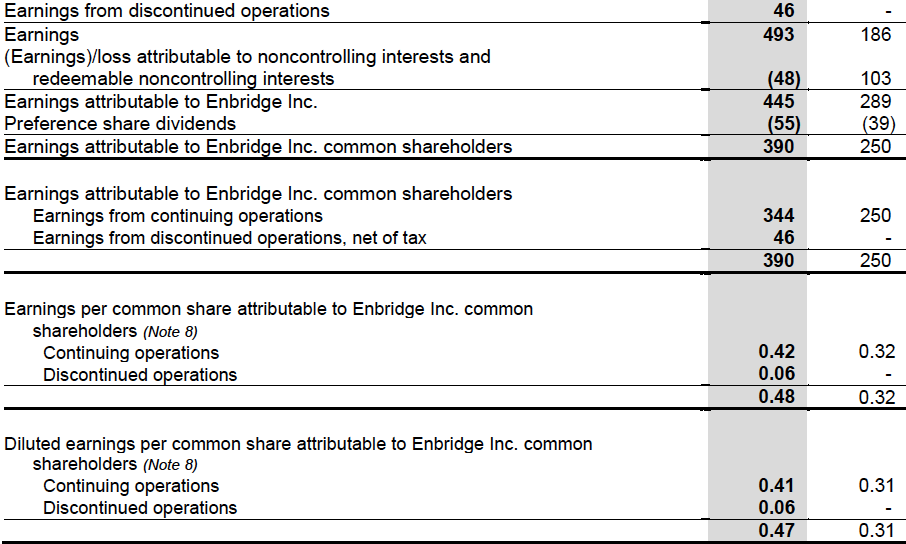 Earnings from discontinued operations 46 -
Earnings 493 186
(Earnings)/loss attributable to noncontrolling interests and
redeemable noncontrolling interests (48) 103
Earnings attributable to Enbridge Inc. 445 289
Preference share dividends (55) (39)
Earnings attributable to Enbridge Inc. common shareholders 390 250
Earnings attributable to Enbridge Inc. common shareholders
Earnings from continuing operations 344 250
Earnings from discontinued operations, net of tax 46 -
390 250
Earnings per common share attributable to Enbridge Inc. common
shareholders (Note 8)
Continuing operations 0.42 0.32
Discontinued operations 0.06 -
0.48 0.32
Diluted earnings per common share attributable to Enbridge Inc. common
shareholders (Note 8)
Continuing operations 0.41 0.31
Discontinued operations 0.06 -
0.47 0.31